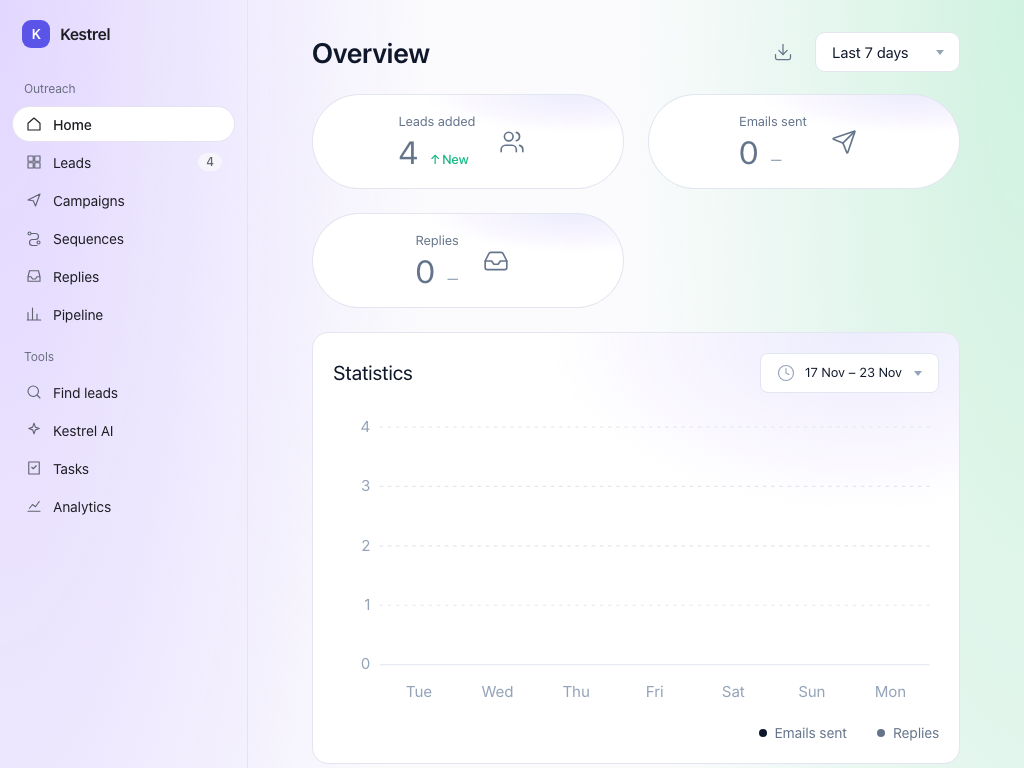 K Kestrel
Outreach
Home
Leads 4
Campaigns
Sequences
Replies
Pipeline
Tools
Find leads
Kestrel AI
Tasks
Analytics
Overview
Last 7 days
Leads added
4 ↑ New
Emails sent
0 –
Replies
0 –
Statistics
17 Nov – 23 Nov
4
3
2
1
0
Tue Wed Thu Fri Sat Sun Mon
Emails sent Replies